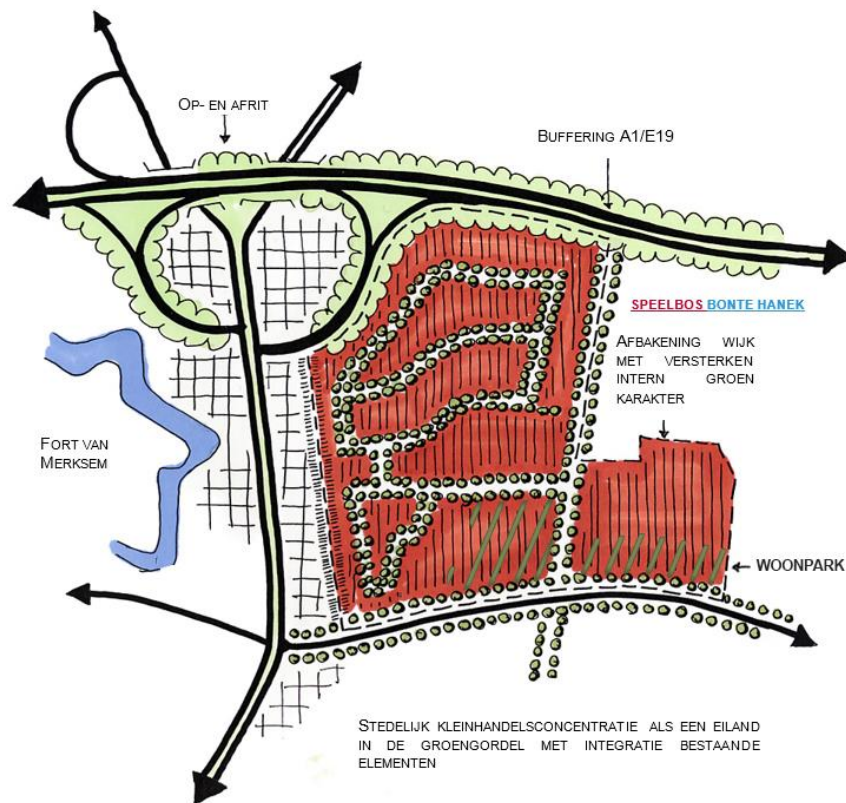 OP- EN AFRIT
BUFFERING A1/E19
SPEELBOS BONTE HANEK
AFBAKENING WIJK
MET VERSTERKEN
INTERN GROEN
KARAKTER
FORT VAN
MERKSEM
WOONPARK
STEDELIJK KLEINHANDELSCONCENTRATIE ALS EEN EILAND
IN DE GROENGORDEL MET INTEGRATIE BESTAANDE
ELEMENTEN